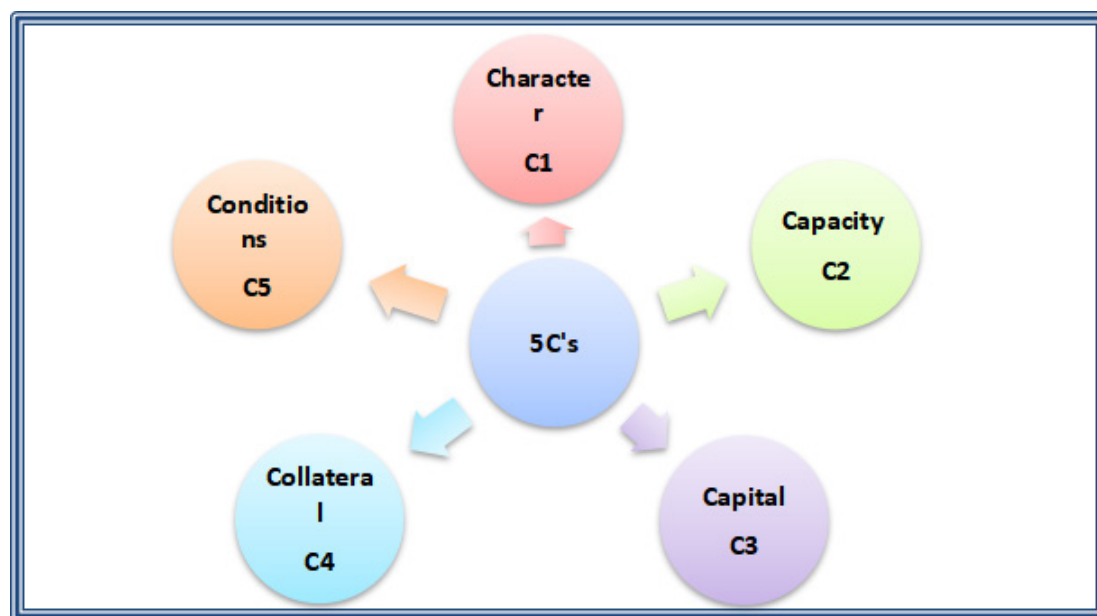 Characte
r
C1
Conditio
ns
C5
Capacity
C2
5C's
Collatera
l
C4
Capital
C3